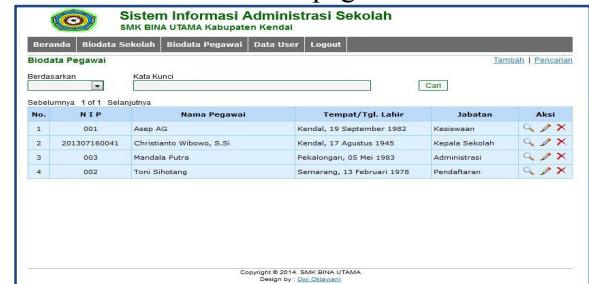 Sistem Informasi Administrasi Sekolah
SMK BINA UTAMA Kabupaten Kendal
Beranda Biodata Sekolah Biodata Pegawai Data User Logout
Biodata Pegawai Tambah | Pencarian
Berdasarkan Kata Kunci
Cari
Sebelumnya 1 of 1 Selanjutnya
No. N I P Nama Pegawai Tempat/Tgl. Lahir Jabatan Aksi
1 001 Asep AG Kendal, 19 September 1982 Kesiswaan
2 201307160041 Christianto Wibowo, S.Si Kendal, 17 Agustus 1945 Kepala Sekolah
3 003 Mandala Putra Pekalongan, 05 Mei 1983 Administrasi
4 002 Toni Sihotang Semarang, 13 Februari 1978 Pendaftaran
Copyright © 2014. SMK BINA UTAMA
Design by : Dwi Oktaviani